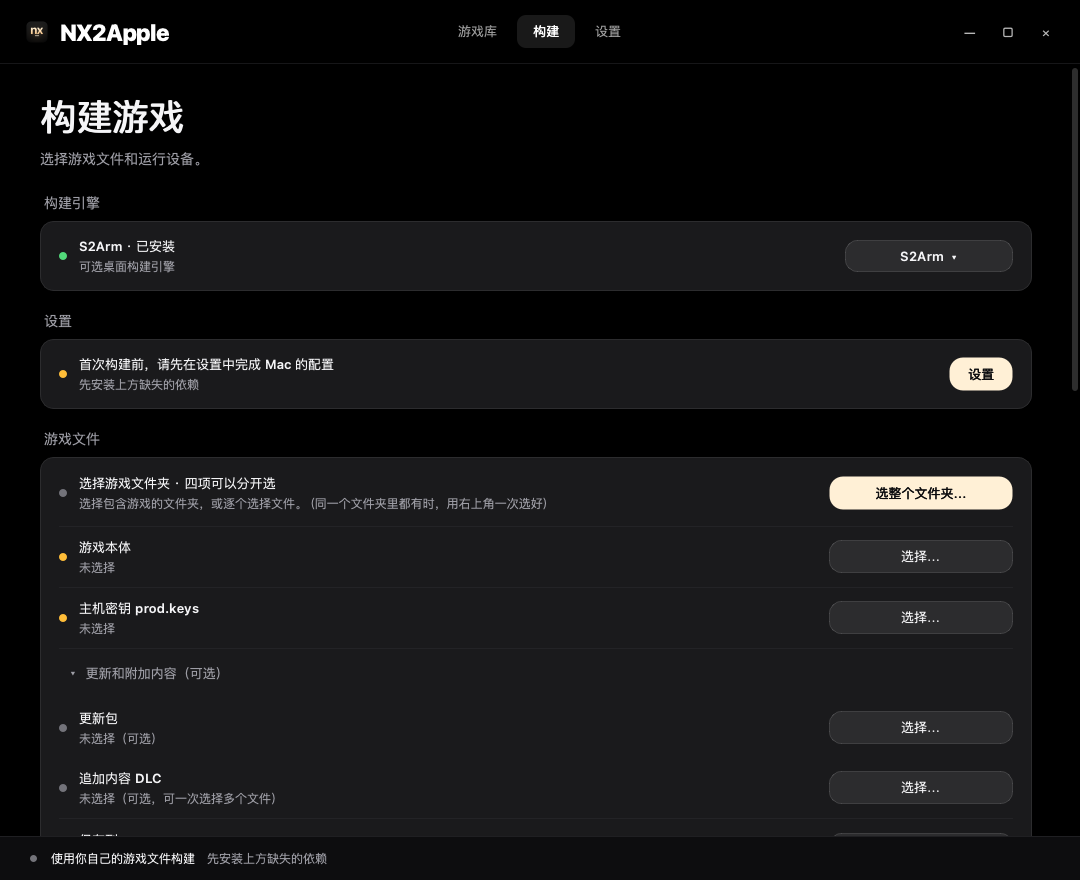 nx NX2Apple
游戏库 构建 设置
构建游戏
选择游戏文件和运行设备。
构建引擎
S2Arm · 已安装
可选桌面构建引擎
S2Arm ▾
设置
首次构建前，请先在设置中完成 Mac 的配置
先安装上方缺失的依赖
设置
游戏文件
选择游戏文件夹 · 四项可以分开选
选择包含游戏的文件夹，或逐个选择文件。（同一个文件夹里都有时，用右上角一次选好）
选整个文件夹...
游戏本体
未选择
选择...
主机密钥 prod.keys
未选择
选择...
▾ 更新和附加内容（可选）
更新包
未选择（可选）
选择...
追加内容 DLC
未选择（可选，可一次选择多个文件）
选择...
使用你自己的游戏文件构建 先安装上方缺失的依赖